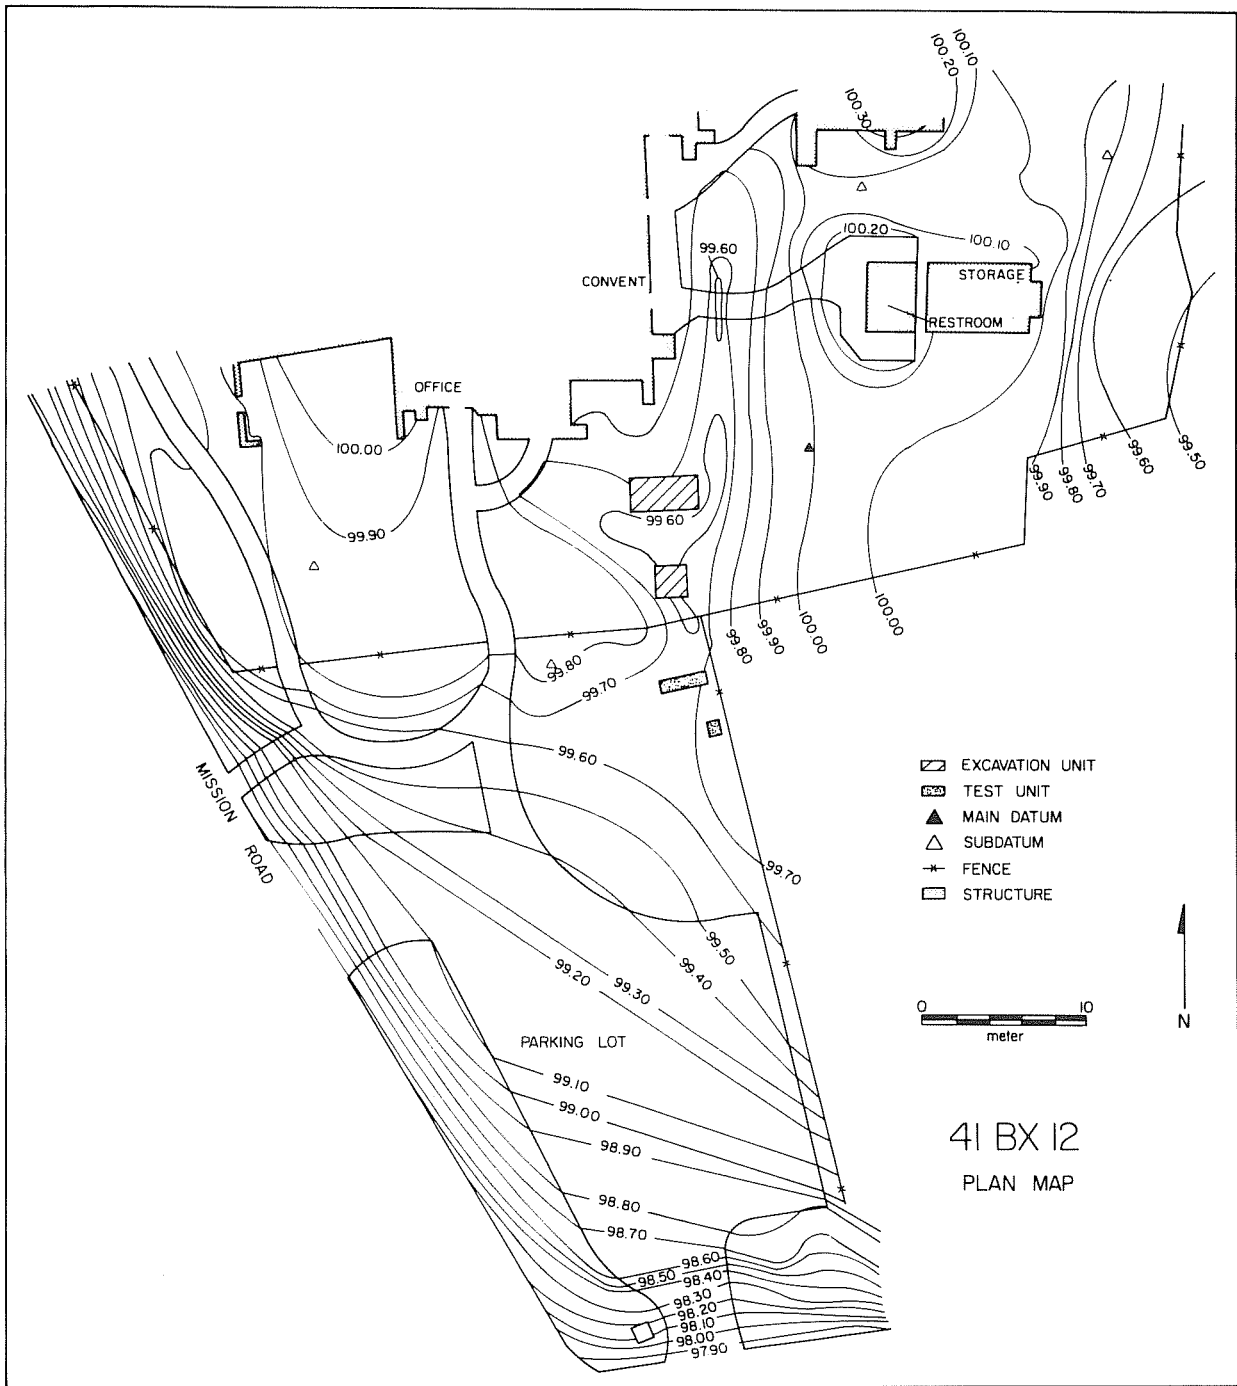 100.10
100.20
100.30
99.60
100.20
100.10
CONVENT
STORAGE
RESTROOM
OFFICE
100.00
99.90
99.60
99.90
99.80
99.70
99.60
99.50
99.80
99.90
100.00
100.00
99.80
99.70
99.60
MISSION ROAD
99.70
99.50
99.40
99.30
99.20
EXCAVATION UNIT
TEST UNIT
MAIN DATUM
SUBDATUM
FENCE
STRUCTURE
0 10
meter
N
PARKING LOT
99.10
99.00
98.90
98.80
98.70
98.60
98.50
98.40
98.30
98.20
98.10
98.00
97.90
41 BX 12
PLAN MAP